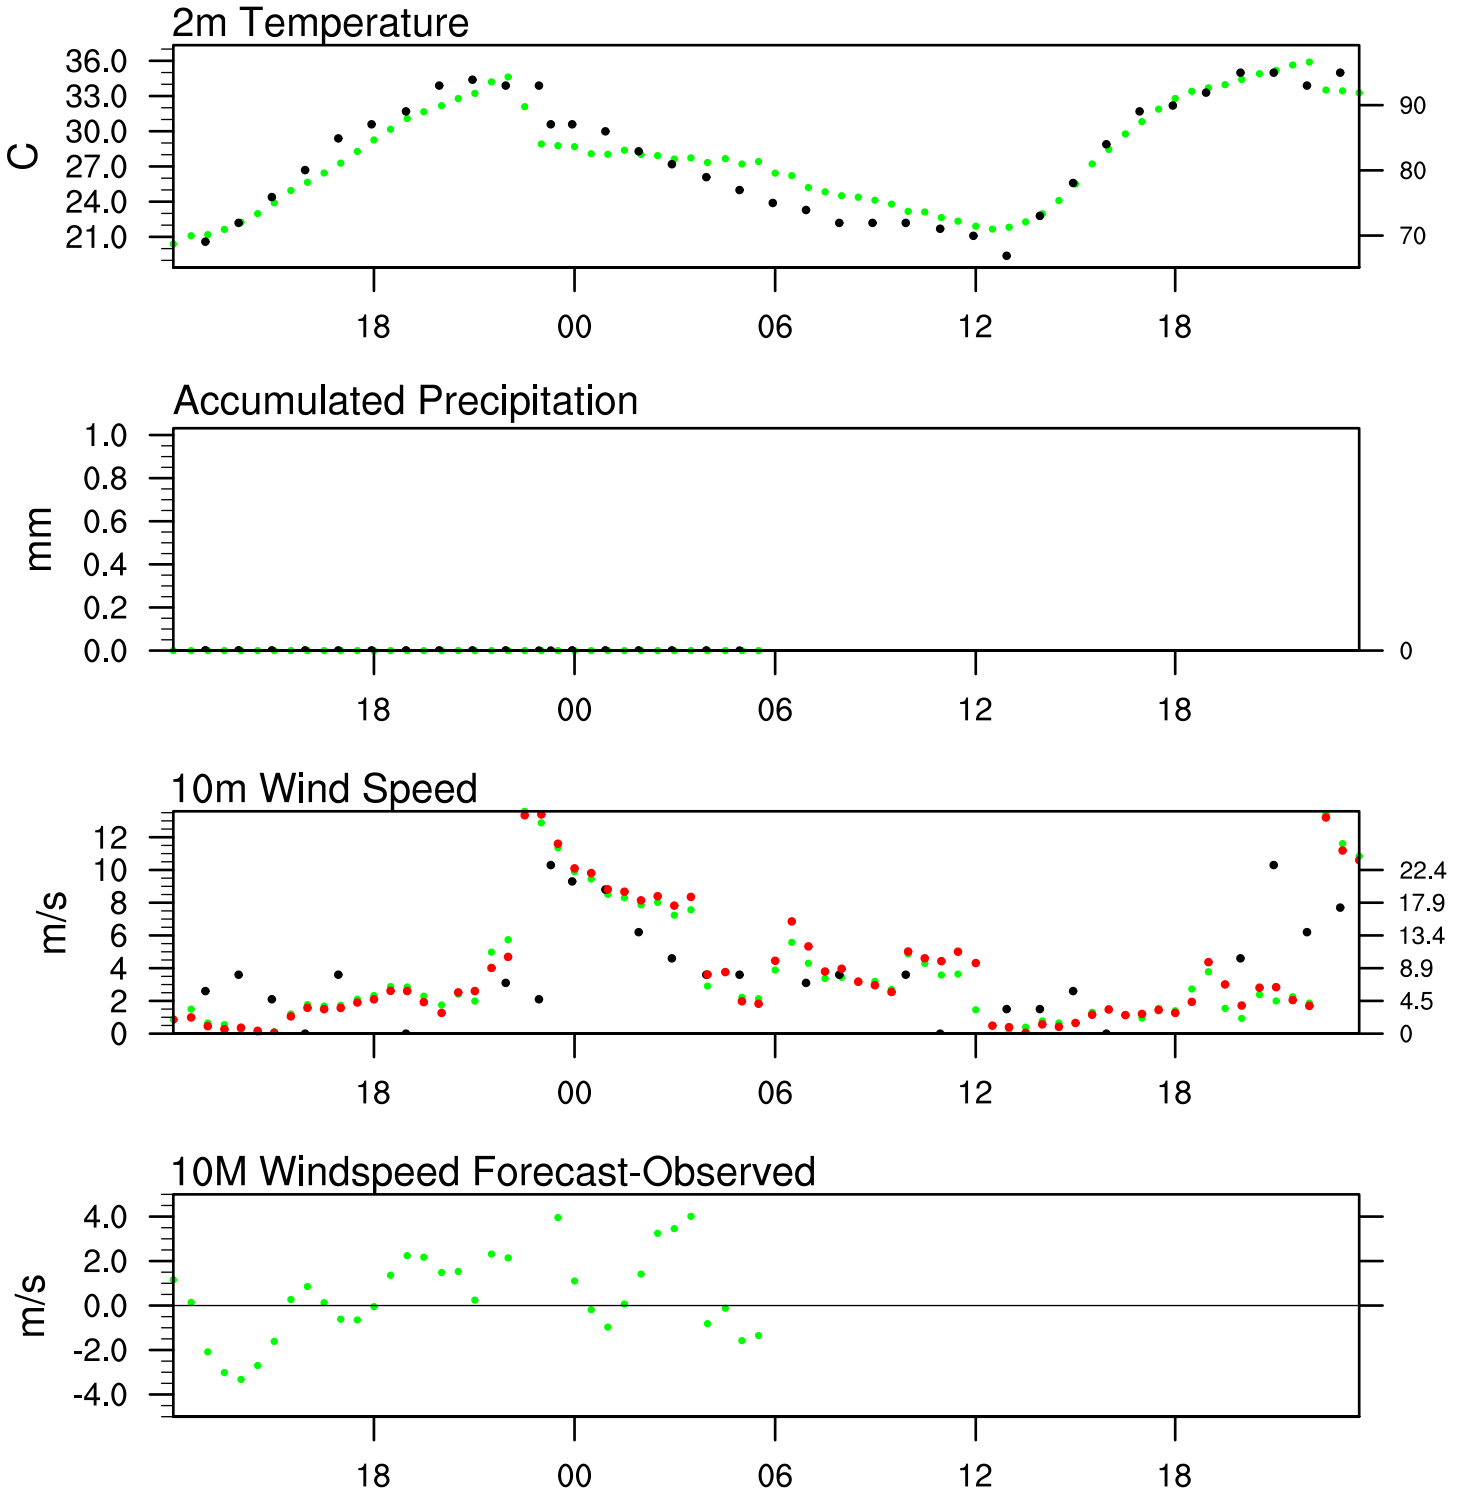 2m Temperature
36.0
33.0
30.0
27.0
24.0
21.0
C
90
80
70
18 00 06 12 18
Accumulated Precipitation
1.0
0.8
0.6
0.4
0.2
0.0
mm
0
18 00 06 12 18
10m Wind Speed
12
10
8
6
4
2
0
m/s
22.4
17.9
13.4
8.9
4.5
0
18 00 06 12 18
10M Windspeed Forecast-Observed
4.0
2.0
0.0
-2.0
-4.0
m/s
18 00 06 12 18